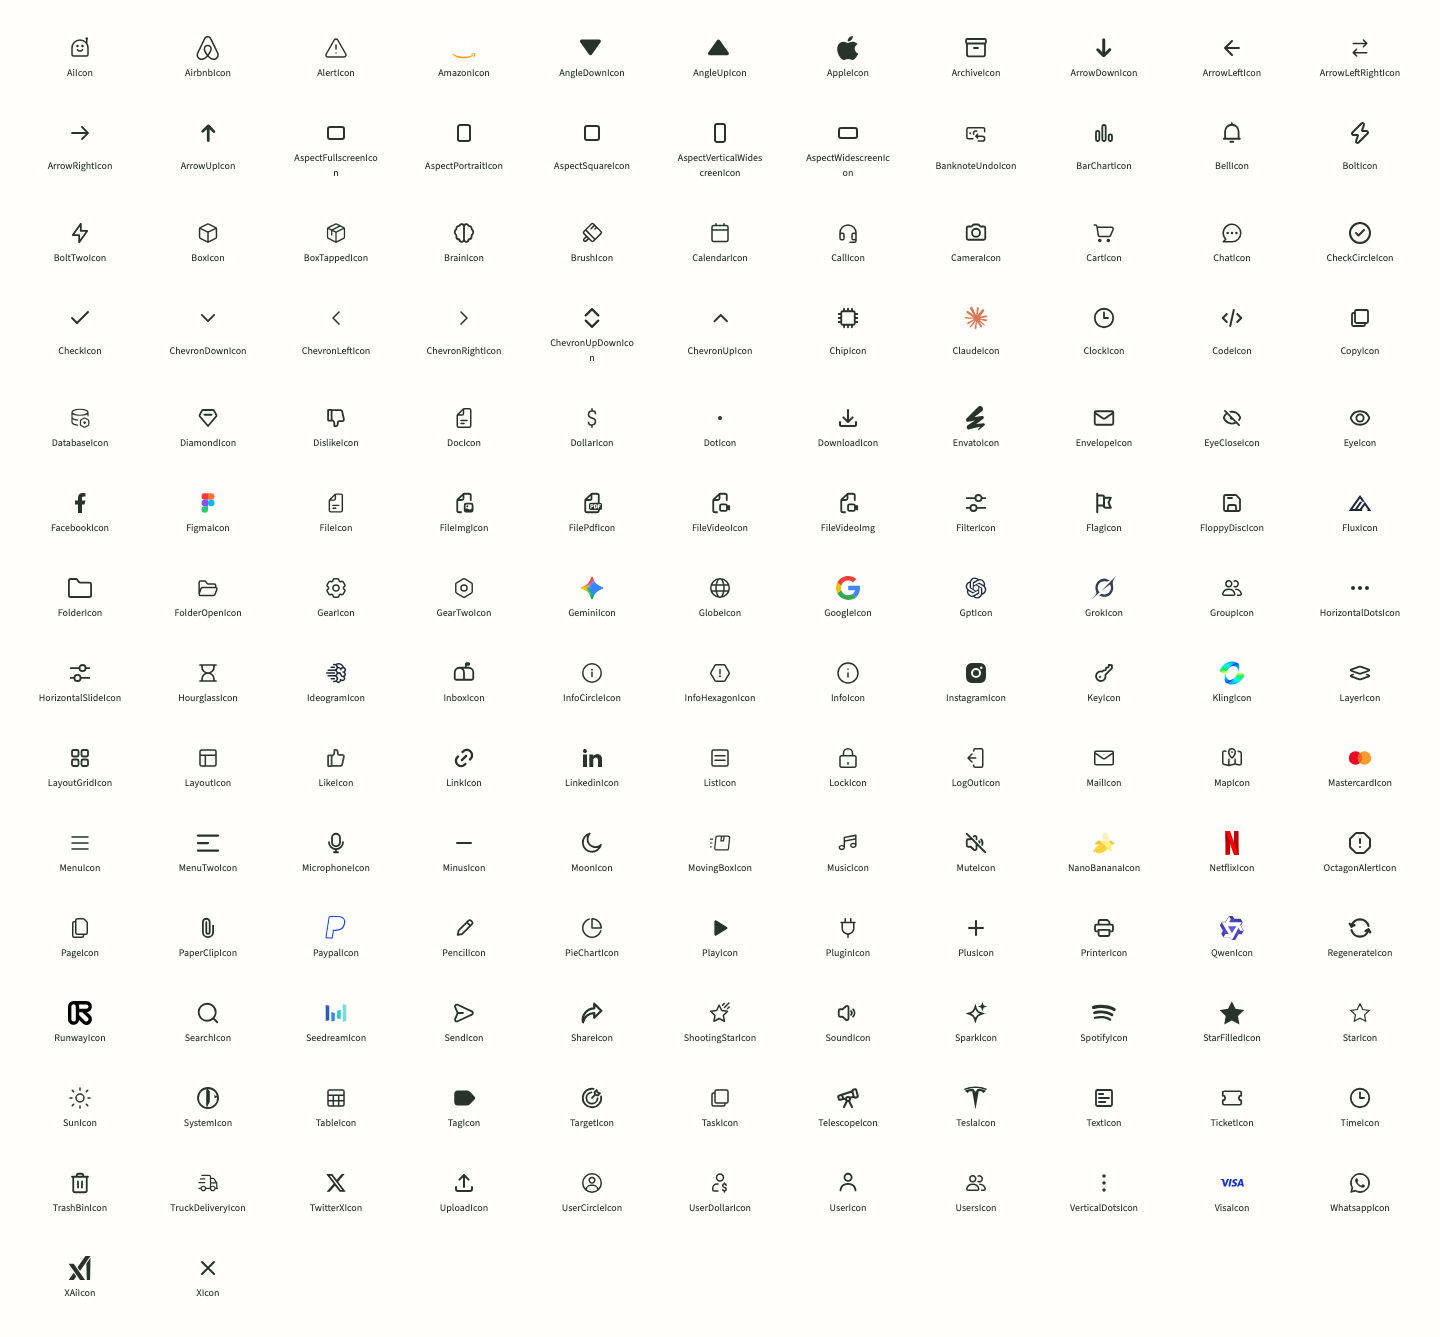 AiIcon
AirbnbIcon
AlertIcon
AmazonIcon
AngleDownIcon
AngleUpIcon
AppleIcon
ArchiveIcon
ArrowDownIcon
ArrowLeftIcon
ArrowLeftRightIcon
ArrowRightIcon
ArrowUpIcon
AspectFullscreenIco
n
AspectPortraitIcon
AspectSquareIcon
AspectVerticalWides
creenIcon
AspectWidescreenIc
on
BanknoteUndoIcon
BarChartIcon
BellIcon
BoltIcon
BoltTwoIcon
BoxIcon
BoxTappedIcon
BrainIcon
BrushIcon
CalendarIcon
CallIcon
CameraIcon
CartIcon
ChatIcon
CheckCircleIcon
CheckIcon
ChevronDownIcon
ChevronLeftIcon
ChevronRightIcon
ChevronUpDownIco
n
ChevronUpIcon
ChipIcon
ClaudeIcon
ClockIcon
CodeIcon
CopyIcon
DatabaseIcon
DiamondIcon
DislikeIcon
DocIcon
DollarIcon
DotIcon
DownloadIcon
EnvatoIcon
EnvelopeIcon
EyeCloseIcon
EyeIcon
FacebookIcon
FigmaIcon
FileIcon
FileImgIcon
PDF
FilePdfIcon
FileVideoIcon
FileVideoImg
FilterIcon
FlagIcon
FloppyDiscIcon
FluxIcon
FolderIcon
FolderOpenIcon
GearIcon
GearTwoIcon
GeminiIcon
GlobeIcon
GoogleIcon
GptIcon
GrokIcon
GroupIcon
HorizontalDotsIcon
HorizontalSlideIcon
HourglassIcon
IdeogramIcon
InboxIcon
InfoCircleIcon
InfoHexagonIcon
InfoIcon
InstagramIcon
KeyIcon
KlingIcon
LayerIcon
LayoutGridIcon
LayoutIcon
LikeIcon
LinkIcon
in
LinkedinIcon
ListIcon
LockIcon
LogOutIcon
MailIcon
MapIcon
MastercardIcon
MenuIcon
MenuTwoIcon
MicrophoneIcon
MinusIcon
MoonIcon
MovingBoxIcon
MusicIcon
MuteIcon
NanoBananaIcon
NetflixIcon
OctagonAlertIcon
PageIcon
PaperClipIcon
PaypalIcon
PencilIcon
PieChartIcon
PlayIcon
PluginIcon
PlusIcon
PrinterIcon
QwenIcon
RegenerateIcon
RunwayIcon
SearchIcon
SeedreamIcon
SendIcon
ShareIcon
ShootingStarIcon
SoundIcon
SparkIcon
SpotifyIcon
StarFilledIcon
StarIcon
SunIcon
SystemIcon
TableIcon
TagIcon
TargetIcon
TaskIcon
TelescopeIcon
TeslaIcon
TextIcon
TicketIcon
TimeIcon
TrashBinIcon
TruckDeliveryIcon
TwitterXIcon
UploadIcon
UserCircleIcon
UserDollarIcon
UserIcon
UsersIcon
VerticalDotsIcon
VISA
VisaIcon
WhatsappIcon
XAiIcon
XIcon